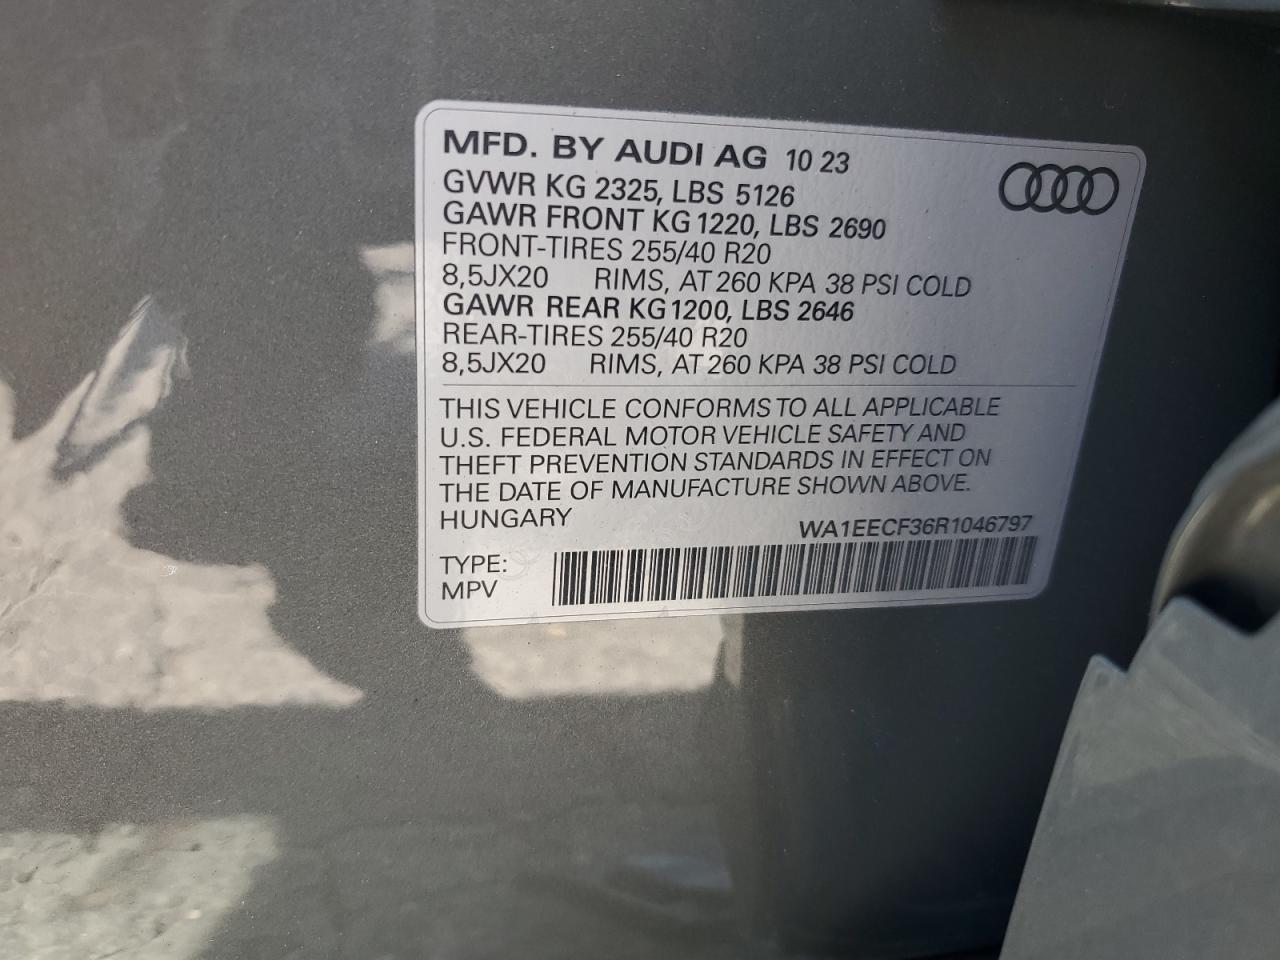 MFD. BY AUDI AG 10 23
GVWR KG 2325, LBS 5126
GAWR FRONT KG 1220, LBS 2690
FRONT-TIRES 255/40 R20
8,5JX20 RIMS, AT 260 KPA 38 PSI COLD
GAWR REAR KG 1200, LBS 2646
REAR-TIRES 255/40 R20
8,5JX20 RIMS, AT 260 KPA 38 PSI COLD
THIS VEHICLE CONFORMS TO ALL APPLICABLE
U.S. FEDERAL MOTOR VEHICLE SAFETY AND
THEFT PREVENTION STANDARDS IN EFFECT ON
THE DATE OF MANUFACTURE SHOWN ABOVE.
HUNGARY
WA1EECF36R1046797
TYPE:
MPV